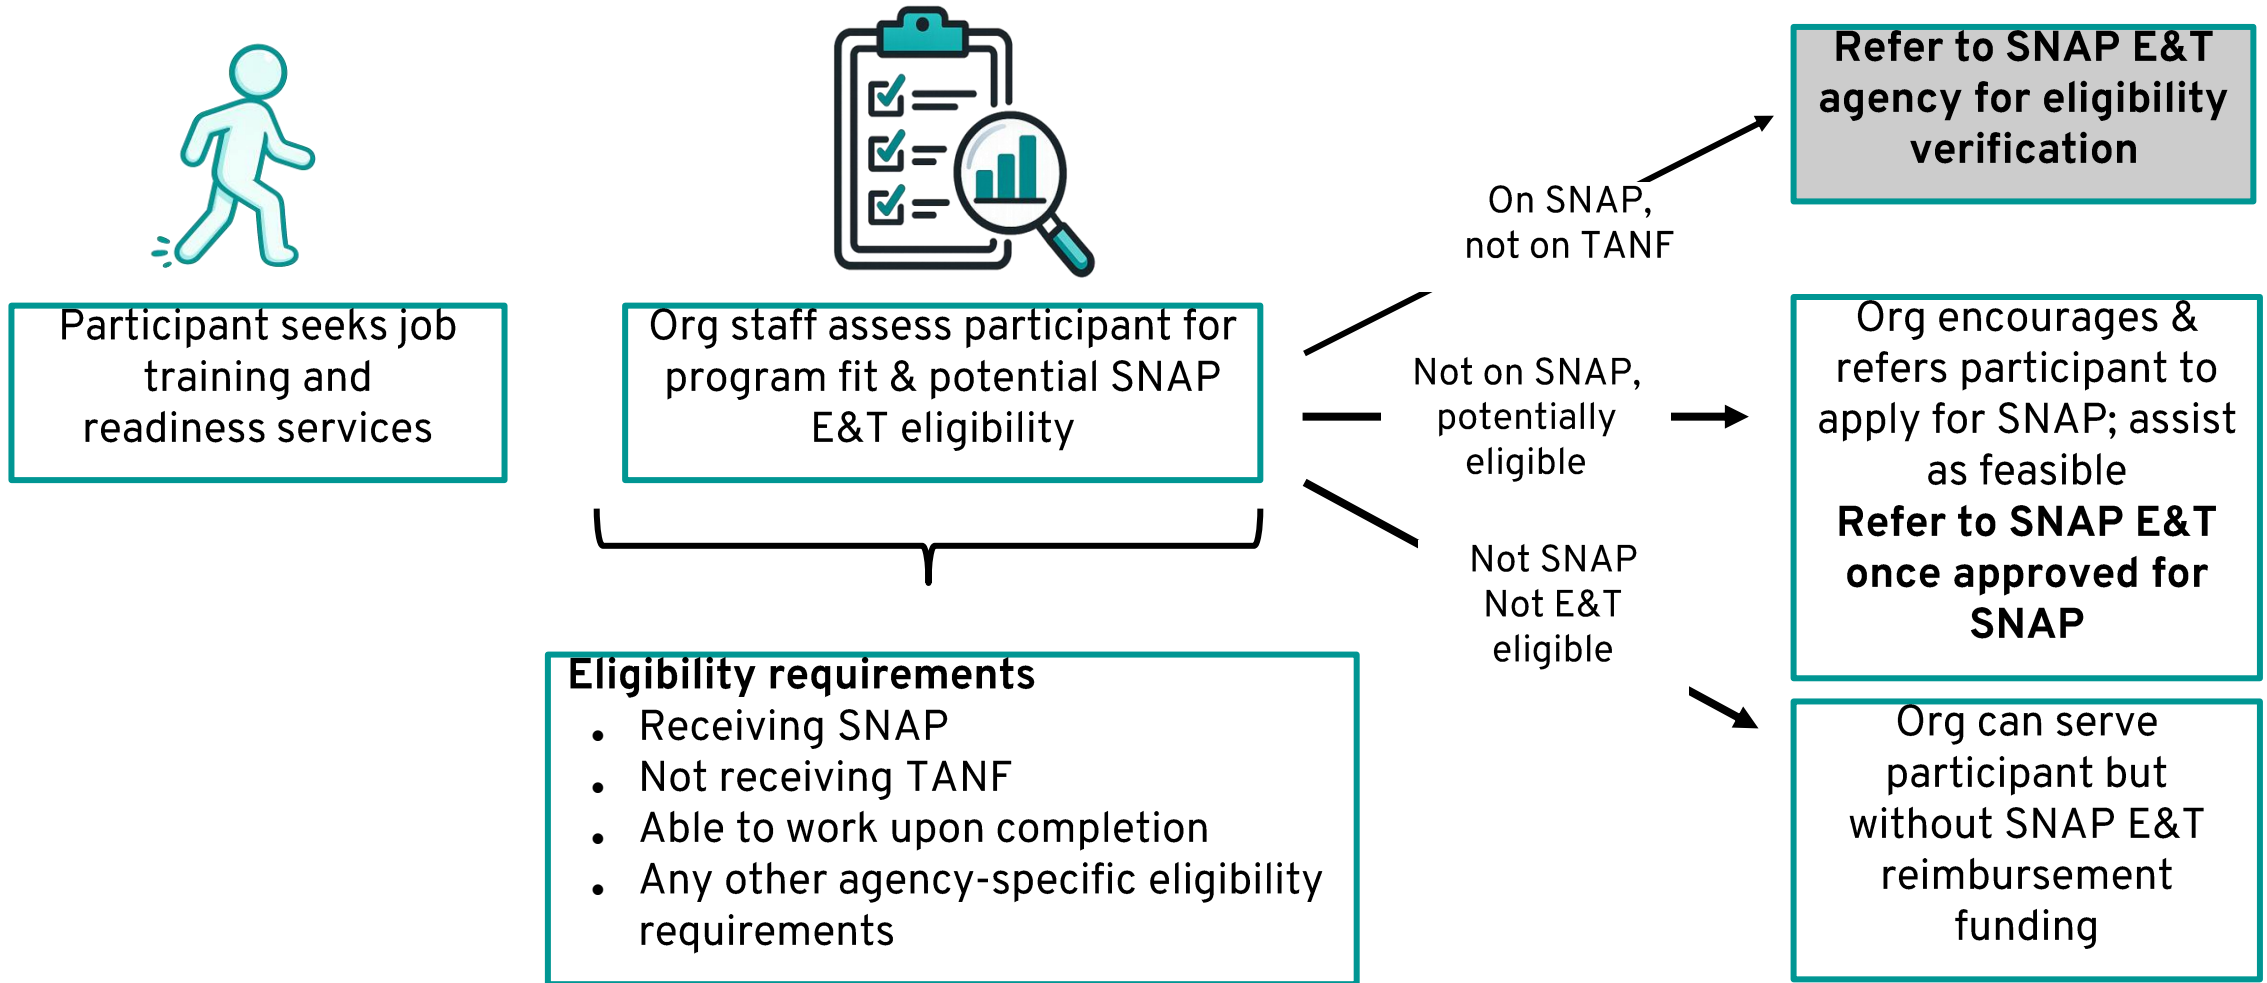 Participant seeks job
training and
readiness services
Org staff assess participant for
program fit & potential SNAP
E&T eligibility
Eligibility requirements
• Receiving SNAP
• Not receiving TANF
• Able to work upon completion
• Any other agency-specific eligibility
requirements
On SNAP,
not on TANF
Refer to SNAP E&T
agency for eligibility
verification
Not on SNAP,
potentially
eligible
Org encourages &
refers participant to
apply for SNAP; assist
as feasible
Refer to SNAP E&T
once approved for
SNAP
Not SNAP
Not E&T
eligible
Org can serve
participant but
without SNAP E&T
reimbursement
funding